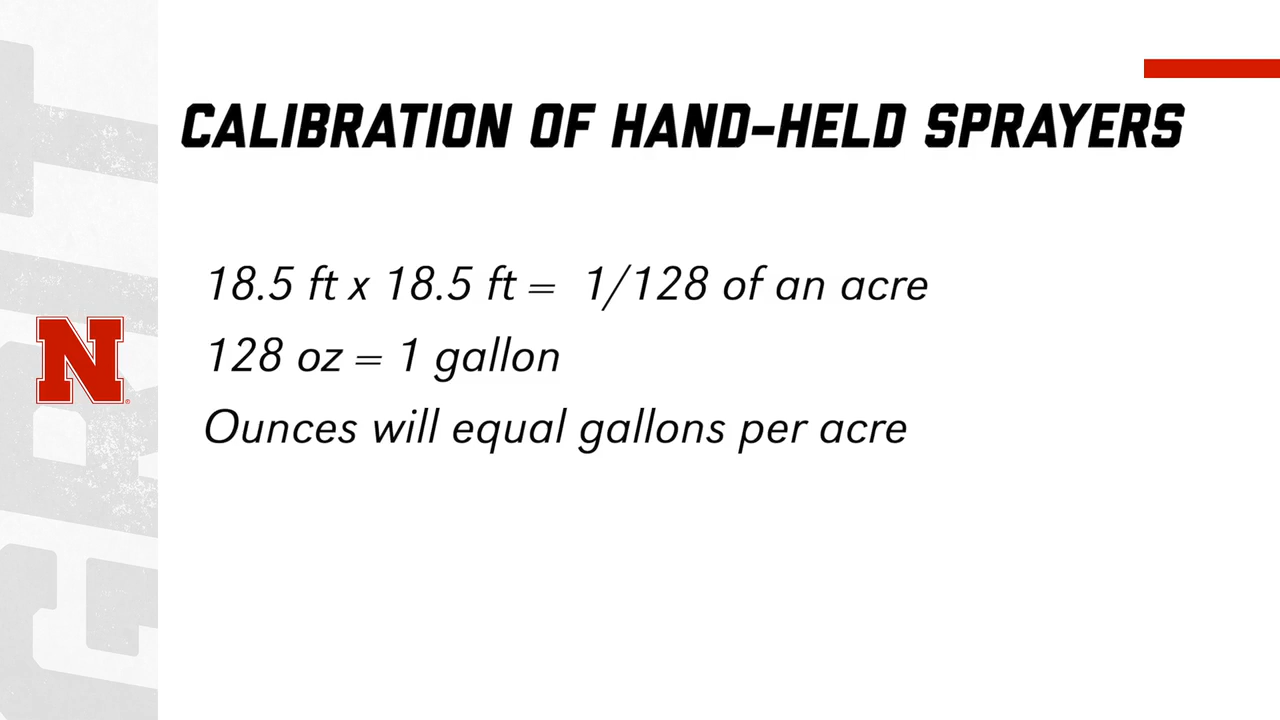 CALIBRATION OF HAND-HELD SPRAYERS
18.5 ft x 18.5 ft = 1/128 of an acre
128 oz = 1 gallon
Ounces will equal gallons per acre
N
GRIT